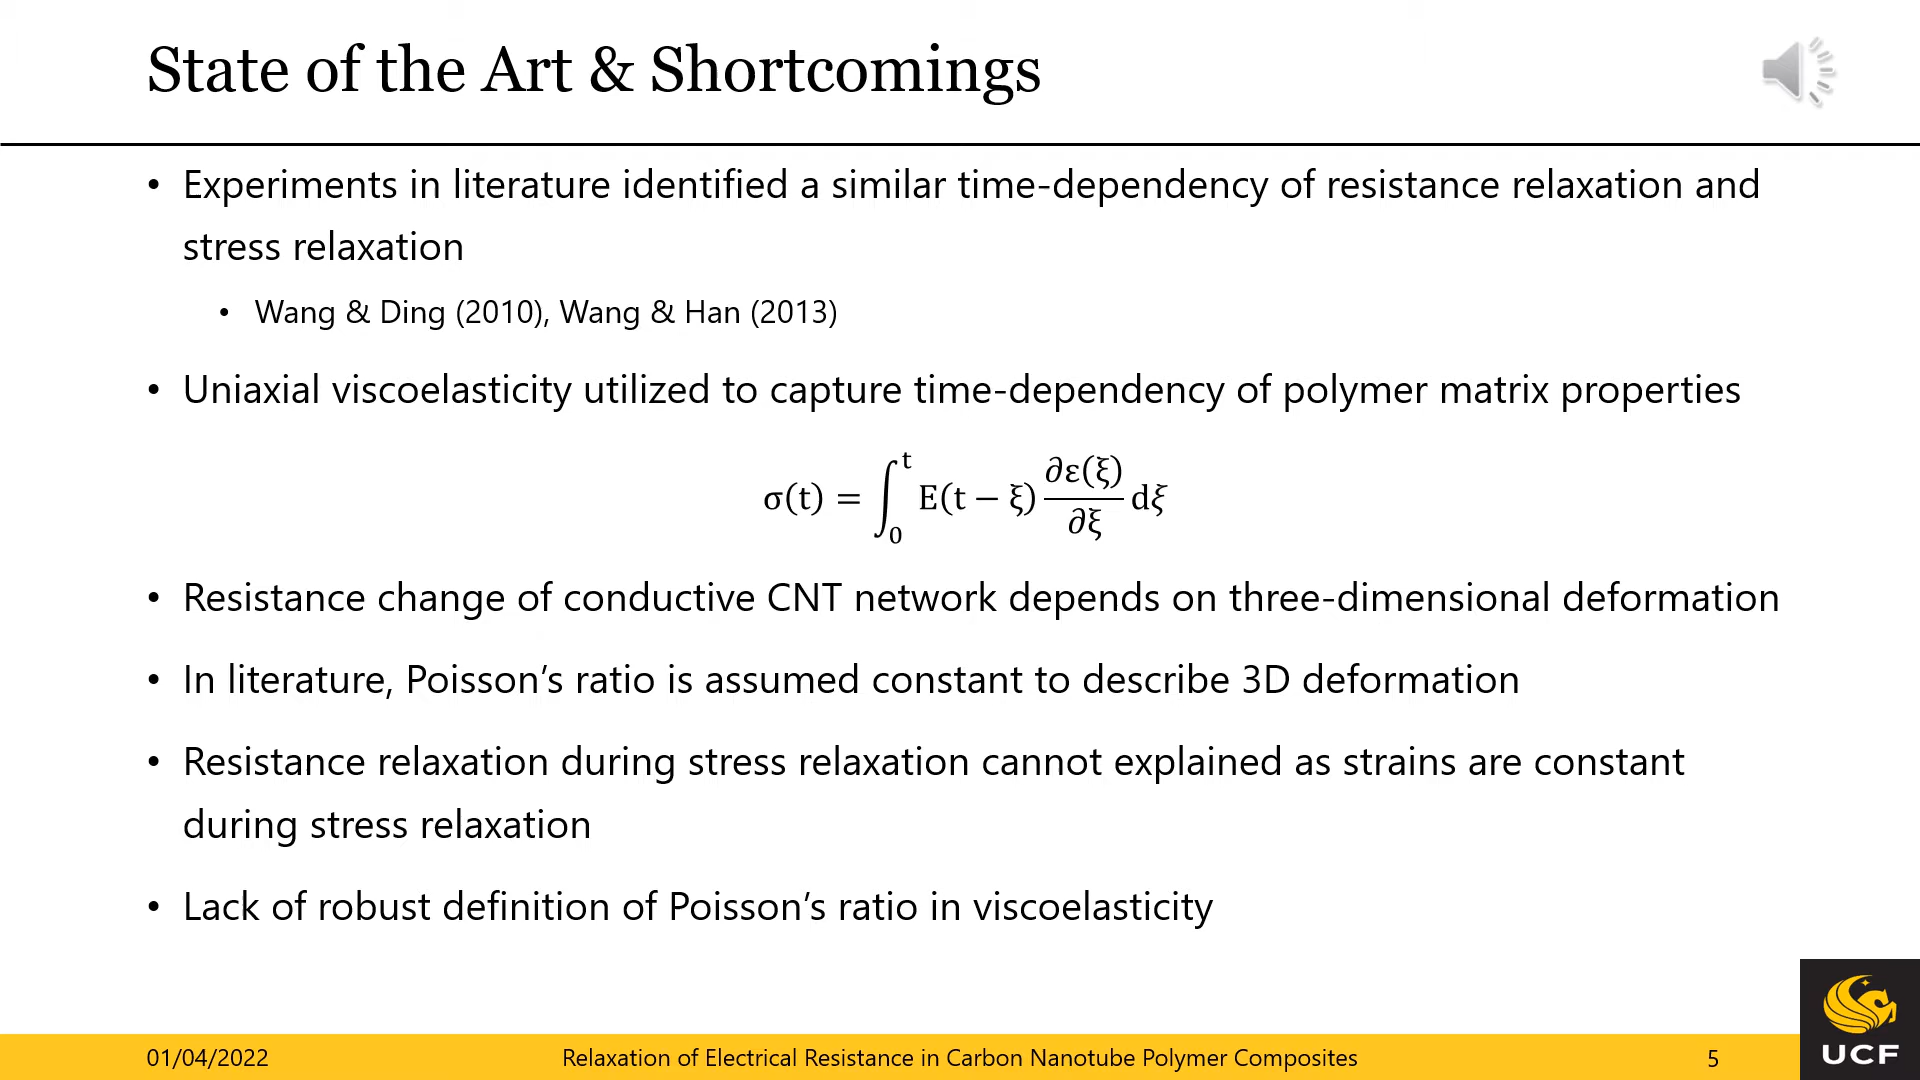 State of the Art & Shortcomings
• Experiments in literature identified a similar time-dependency of resistance relaxation and
stress relaxation
• Wang & Ding (2010), Wang & Han (2013)
• Uniaxial viscoelasticity utilized to capture time-dependency of polymer matrix properties
σ(t) = ∫₀ᵗ E(t − ξ) ∂ε(ξ)/∂ξ dξ
• Resistance change of conductive CNT network depends on three-dimensional deformation
• In literature, Poisson’s ratio is assumed constant to describe 3D deformation
• Resistance relaxation during stress relaxation cannot explained as strains are constant
during stress relaxation
• Lack of robust definition of Poisson’s ratio in viscoelasticity
01/04/2022 Relaxation of Electrical Resistance in Carbon Nanotube Polymer Composites 5
UCF